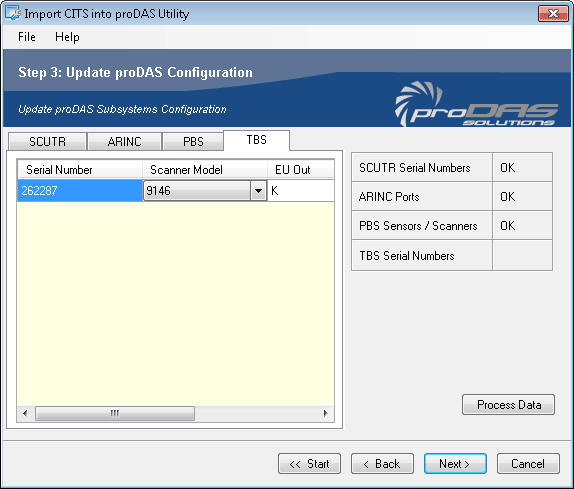 Import CITS into proDAS Utility
File Help
Step 3: Update proDAS Configuration
Update proDAS Subsystems Configuration
proDAS
SOLUTIONS
SCUTR ARINC PBS TBS
Serial Number Scanner Model EU Out
262287 9146 K
SCUTR Serial Numbers OK
ARINC Ports OK
PBS Sensors / Scanners OK
TBS Serial Numbers
Process Data
<< Start < Back Next > Cancel